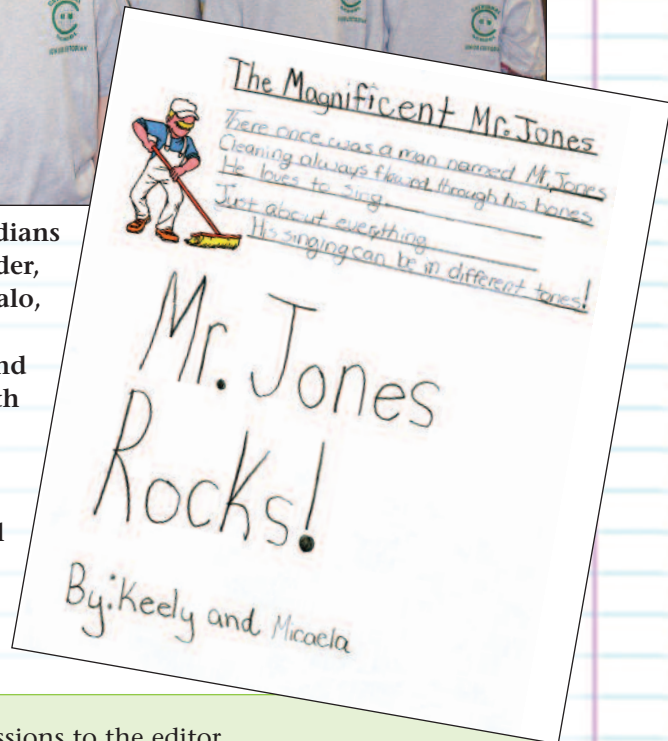 The Magnificent Mr. Jones
There once was a man named Mr. Jones
Cleaning always flowed through his bones
He loves to sing
Just about everything
His singing can be in different tones!
Mr. Jones
Rocks!
By: Keely and Micaela
dians
der,
alo,
nd
th
l
ssions to the editor